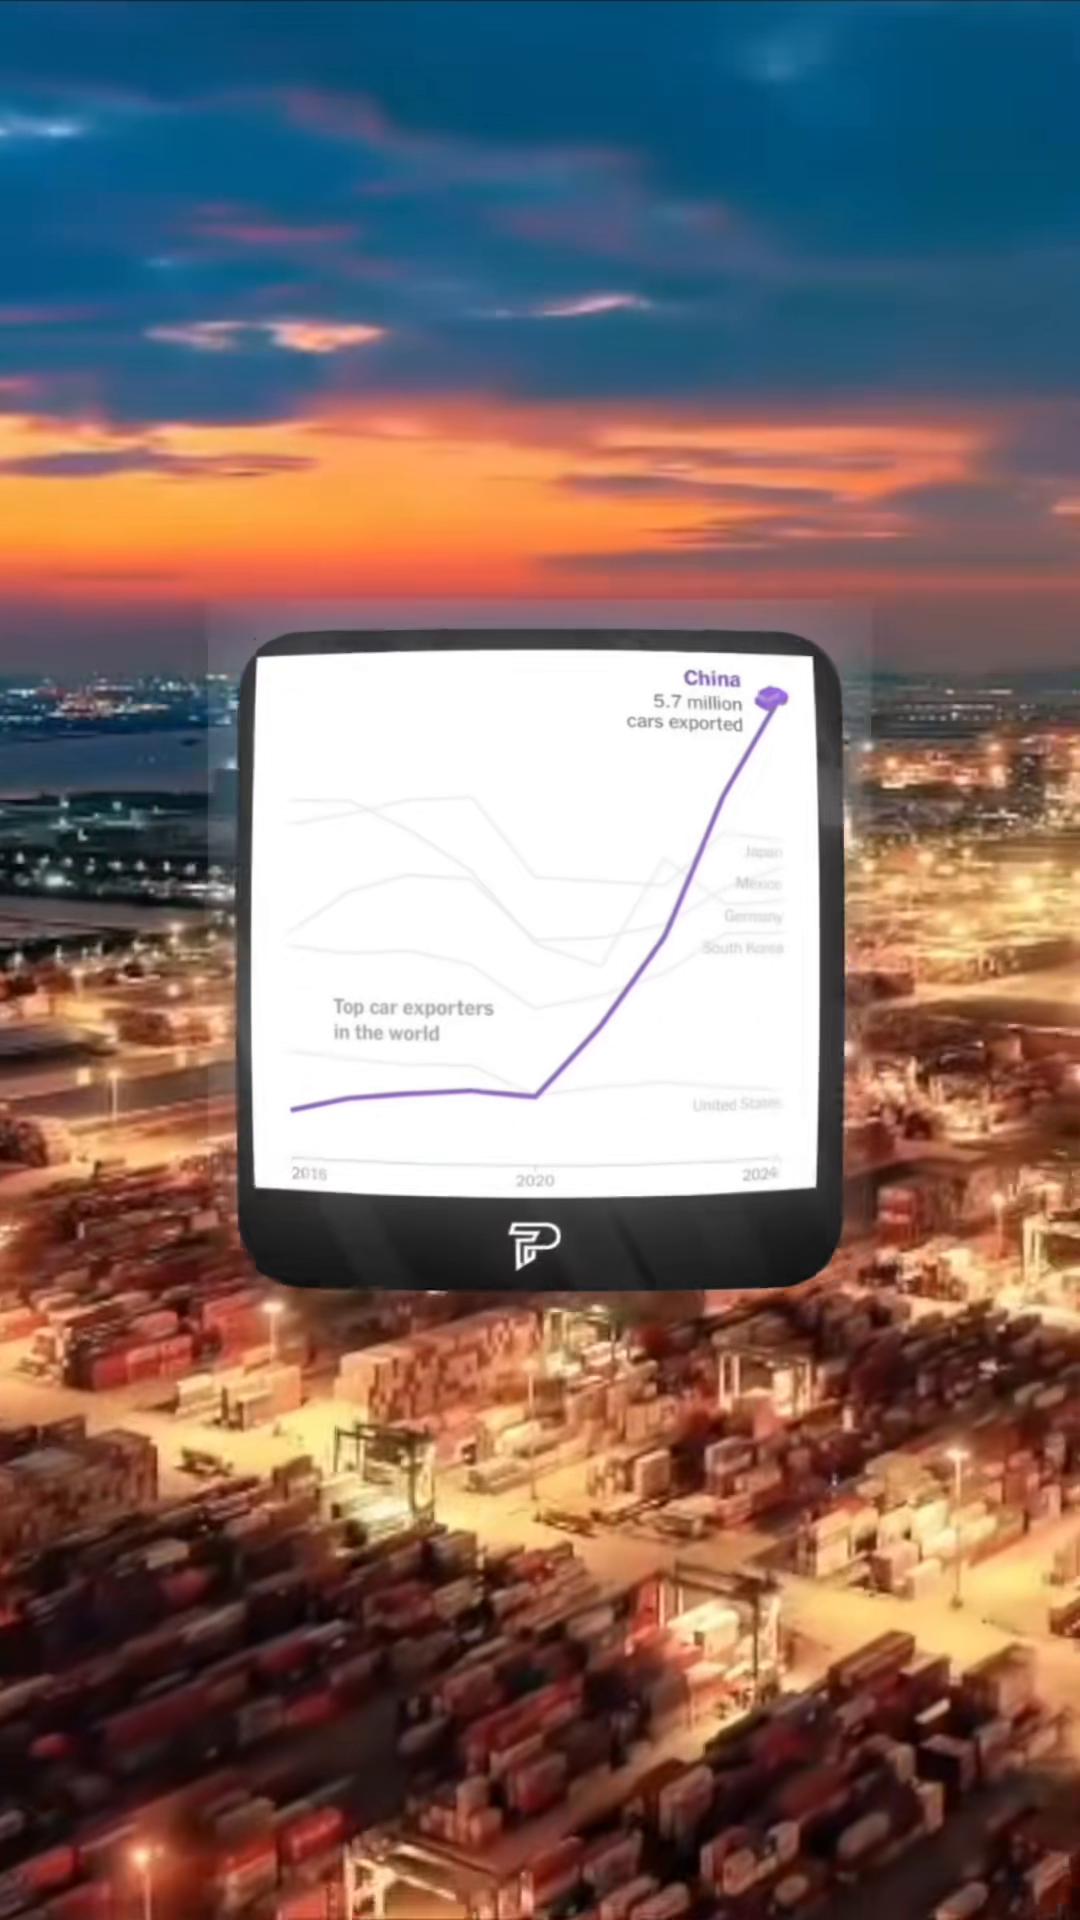 China
5.7 million
cars exported
Japan
Mexico
Germany
South Korea
Top car exporters
in the world
United States
2016
2020
2024